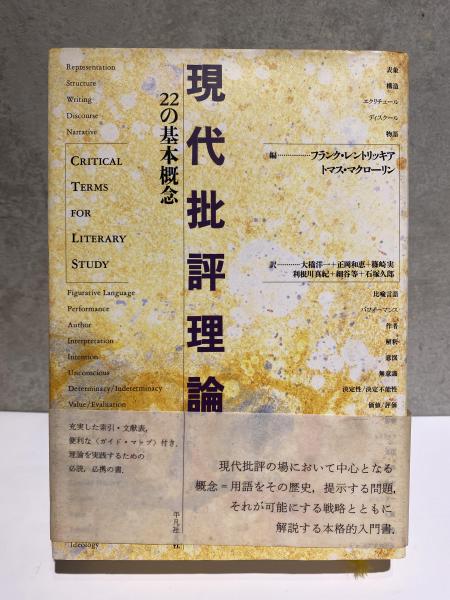 Representation
Structure
Writing
Discourse
Narrative
CRITICAL
TERMS
FOR
LITERARY
STUDY
Figurative Language
Performance
Author
Interpretation
Intention
Unconscious
Determinacy/Indeterminacy
Value/Evaluation
Ideology
現代批評理論
22の基本概念
表象
構造
エクリチュール
ディスクール
物語
編……………フランク・レントリッキア
トマス・マクローリン
訳…………大橋洋一+正岡和恵+篠崎実
利根川真紀+細谷等+石塚久郎
比喩言語
パフォーマンス
作者
解釈
意図
無意識
決定性/決定不能性
価値/評価
充実した索引・文献表,
便利な〈ガイド・マップ〉付き.
理論を実践するための
必読, 必携の書.
平凡社
現代批評の場において中心となる
概念=用語をその歴史, 提示する問題,
それが可能にする戦略とともに
解説する本格的入門書.